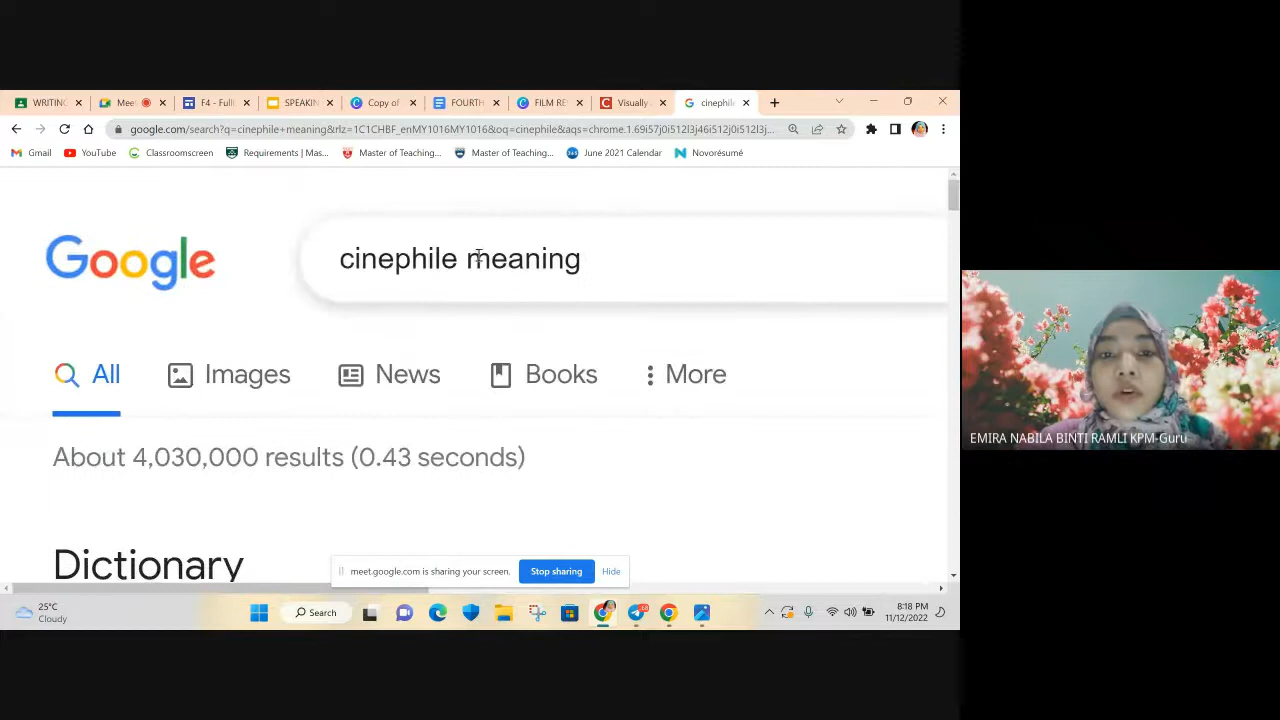 WRITING
Meet
F4 - Full
SPEAKIN
Copy of
FOURTH
FILM RE
Visually
cinephile
google.com/search?q=cinephile+meaning&rlz=1C1CHBF_enMY1016MY1016&oq=cinephile&aqs=chrome.1.69i57j0i512l3j46i512j0i512l3j...
Gmail
YouTube
Classroomscreen
Requirements | Mas...
Master of Teaching...
Master of Teaching...
June 2021 Calendar
Novorésumé
Google
cinephile meaning
All
Images
News
Books
More
About 4,030,000 results (0.43 seconds)
Dictionary
meet.google.com is sharing your screen.
Stop sharing
Hide
EMIRA NABILA BINTI RAMLI KPM-Guru
25°C
Cloudy
Search
8:18 PM
11/12/2022